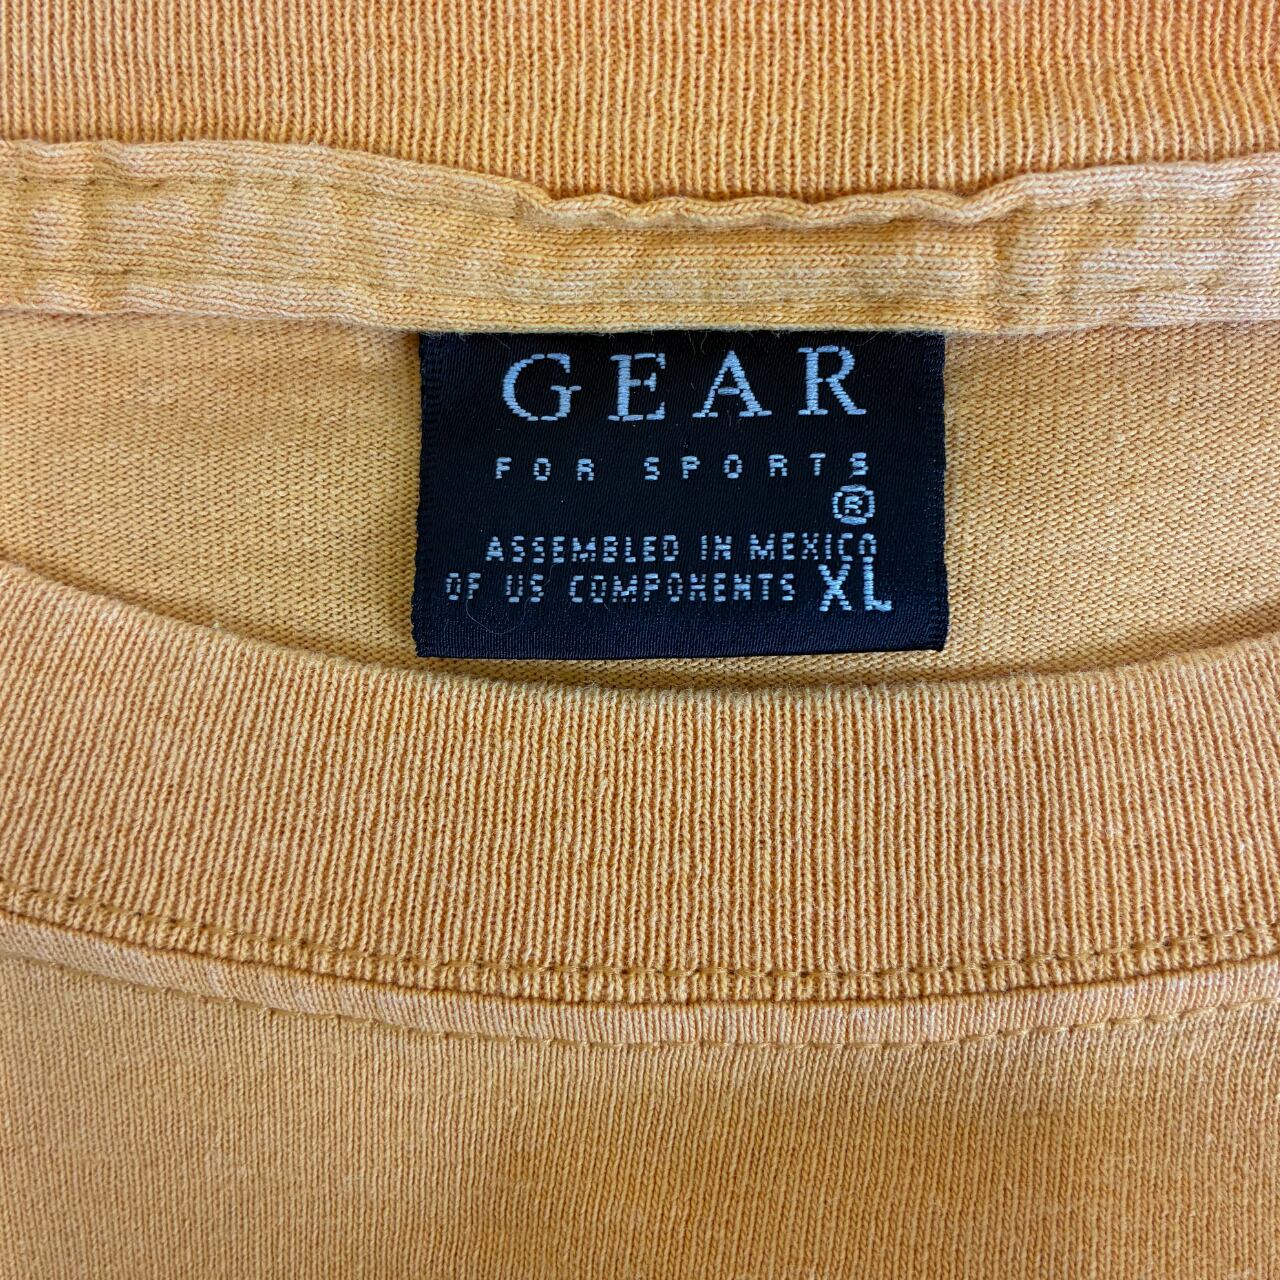 GEAR
FOR SPORTS
®
ASSEMBLED IN MEXICO
OF US COMPONENTS XL